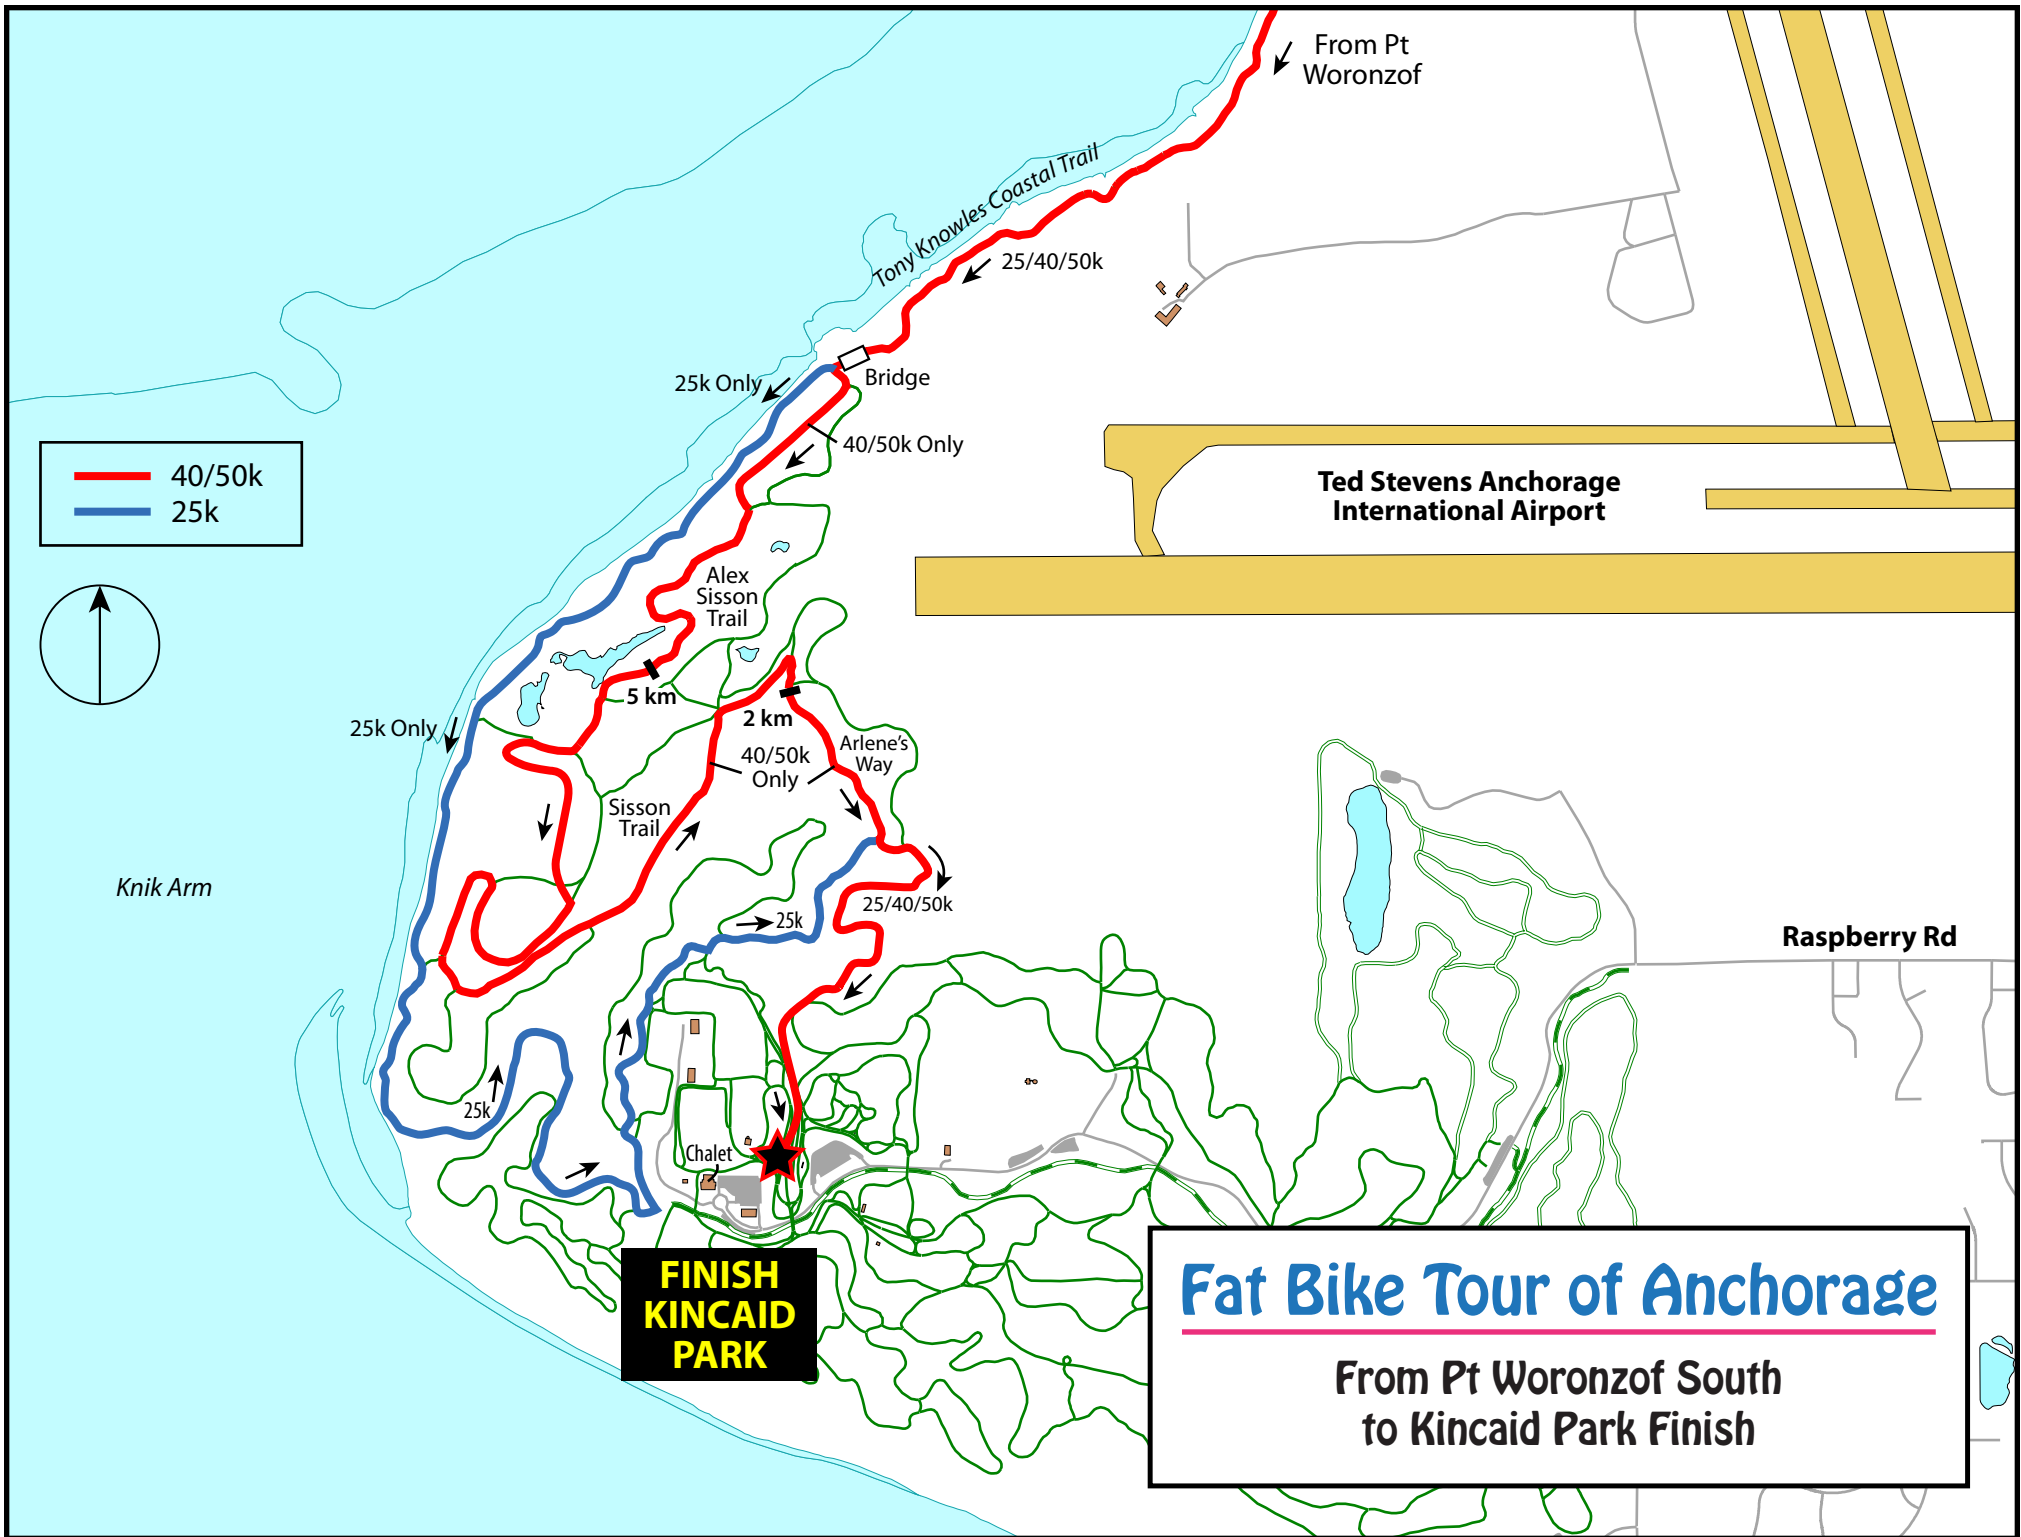 From Pt
Woronzof
Tony Knowles Coastal Trail
25/40/50k
Bridge
25k Only
40/50k Only
40/50k
25k
Ted Stevens Anchorage
International Airport
Alex
Sisson
Trail
5 km
2 km
25k Only
40/50k
Only
Arlene's
Way
Sisson
Trail
Knik Arm
25/40/50k
25k
Raspberry Rd
25k
Chalet
FINISH
KINCAID
PARK
Fat Bike Tour of Anchorage
From Pt Woronzof South
to Kincaid Park Finish